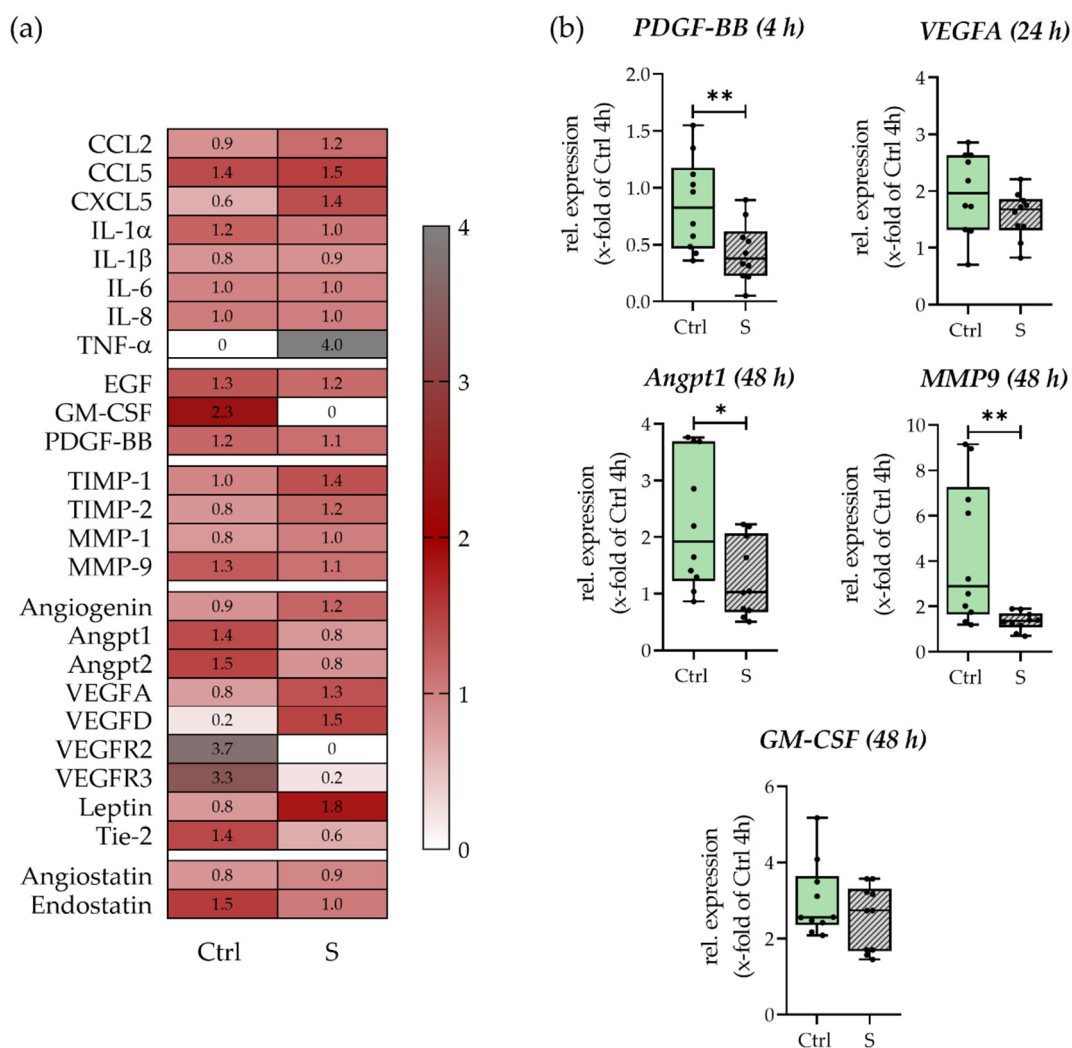 (a)
CCL2 0.9 1.2
CCL5 1.4 1.5
CXCL5 0.6 1.4
IL-1α 1.2 1.0
IL-1β 0.8 0.9
IL-6 1.0 1.0
IL-8 1.0 1.0
TNF-α 0 4.0
EGF 1.3 1.2
GM-CSF 2.3 0
PDGF-BB 1.2 1.1
TIMP-1 1.0 1.4
TIMP-2 0.8 1.2
MMP-1 0.8 1.0
MMP-9 1.3 1.1
Angiogenin 0.9 1.2
Angpt1 1.4 0.8
Angpt2 1.5 0.8
VEGFA 0.8 1.3
VEGFD 0.2 1.5
VEGFR2 3.7 0
VEGFR3 3.3 0.2
Leptin 0.8 1.8
Tie-2 1.4 0.6
Angiostatin 0.8 0.9
Endostatin 1.5 1.0
Ctrl S
4
3
2
1
0
(b)
PDGF-BB (4 h)
rel. expression
(x-fold of Ctrl 4h)
2.0
1.5
1.0
0.5
0.0
**
Ctrl S
VEGFA (24 h)
rel. expression
(x-fold of Ctrl 4h)
4
3
2
1
0
Ctrl S
Angpt1 (48 h)
rel. expression
(x-fold of Ctrl 4h)
4
3
2
1
0
*
Ctrl S
MMP9 (48 h)
rel. expression
(x-fold of Ctrl 4h)
10
8
6
4
2
0
**
Ctrl S
GM-CSF (48 h)
rel. expression
(x-fold of Ctrl 4h)
6
4
2
0
Ctrl S